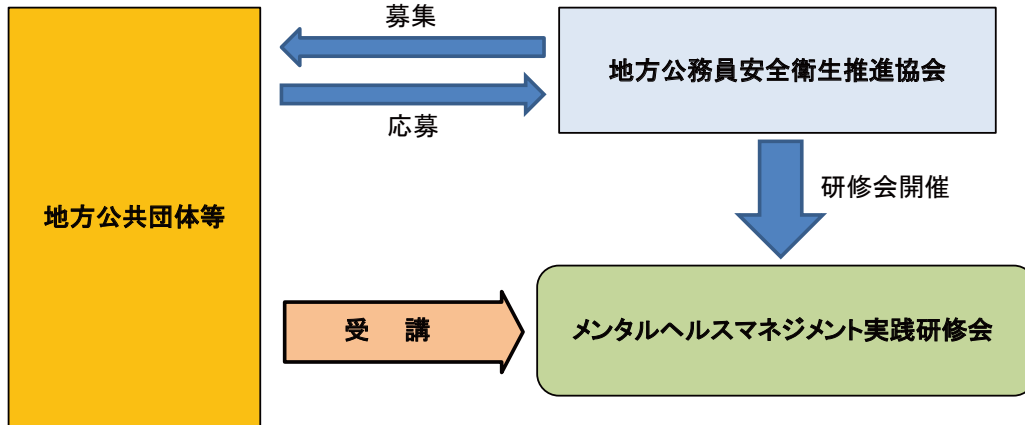 募集
地方公務員安全衛生推進協会
応募
研修会開催
地方公共団体等
受 講
メンタルヘルスマネジメント実践研修会